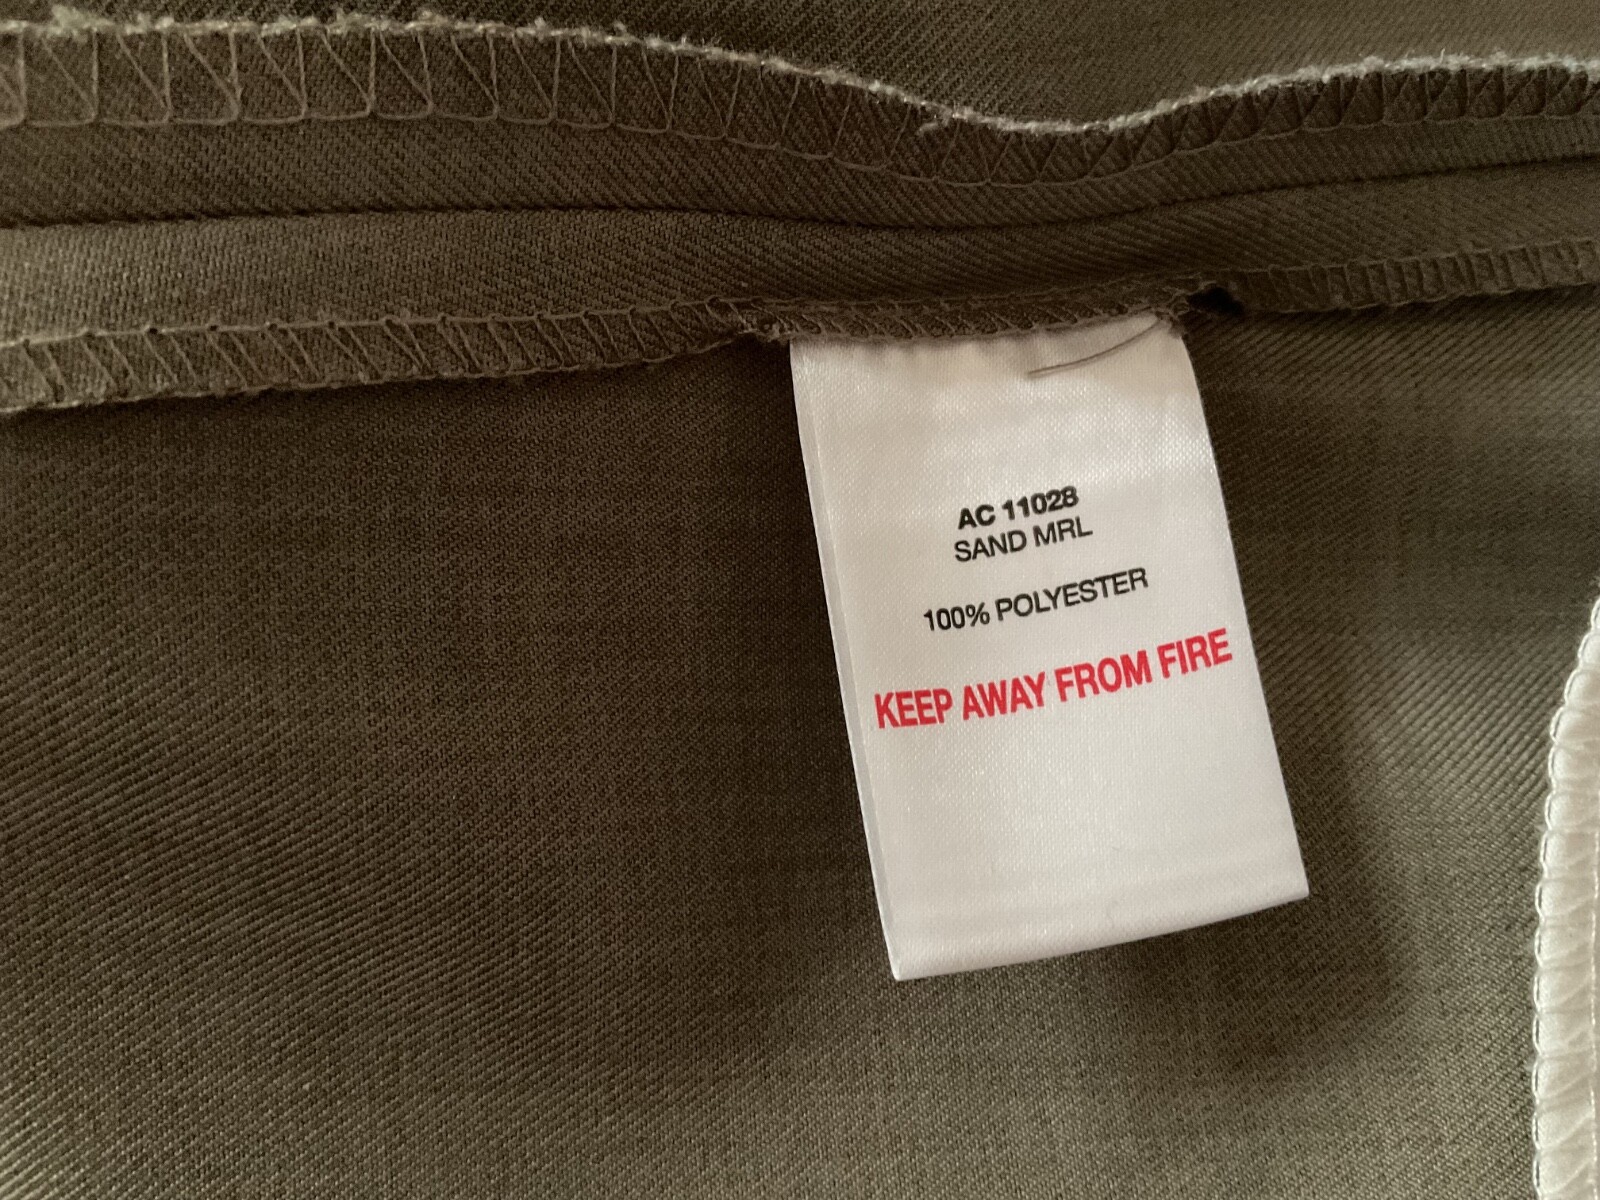 AC 11028
SAND MRL
100% POLYESTER
KEEP AWAY FROM FIRE